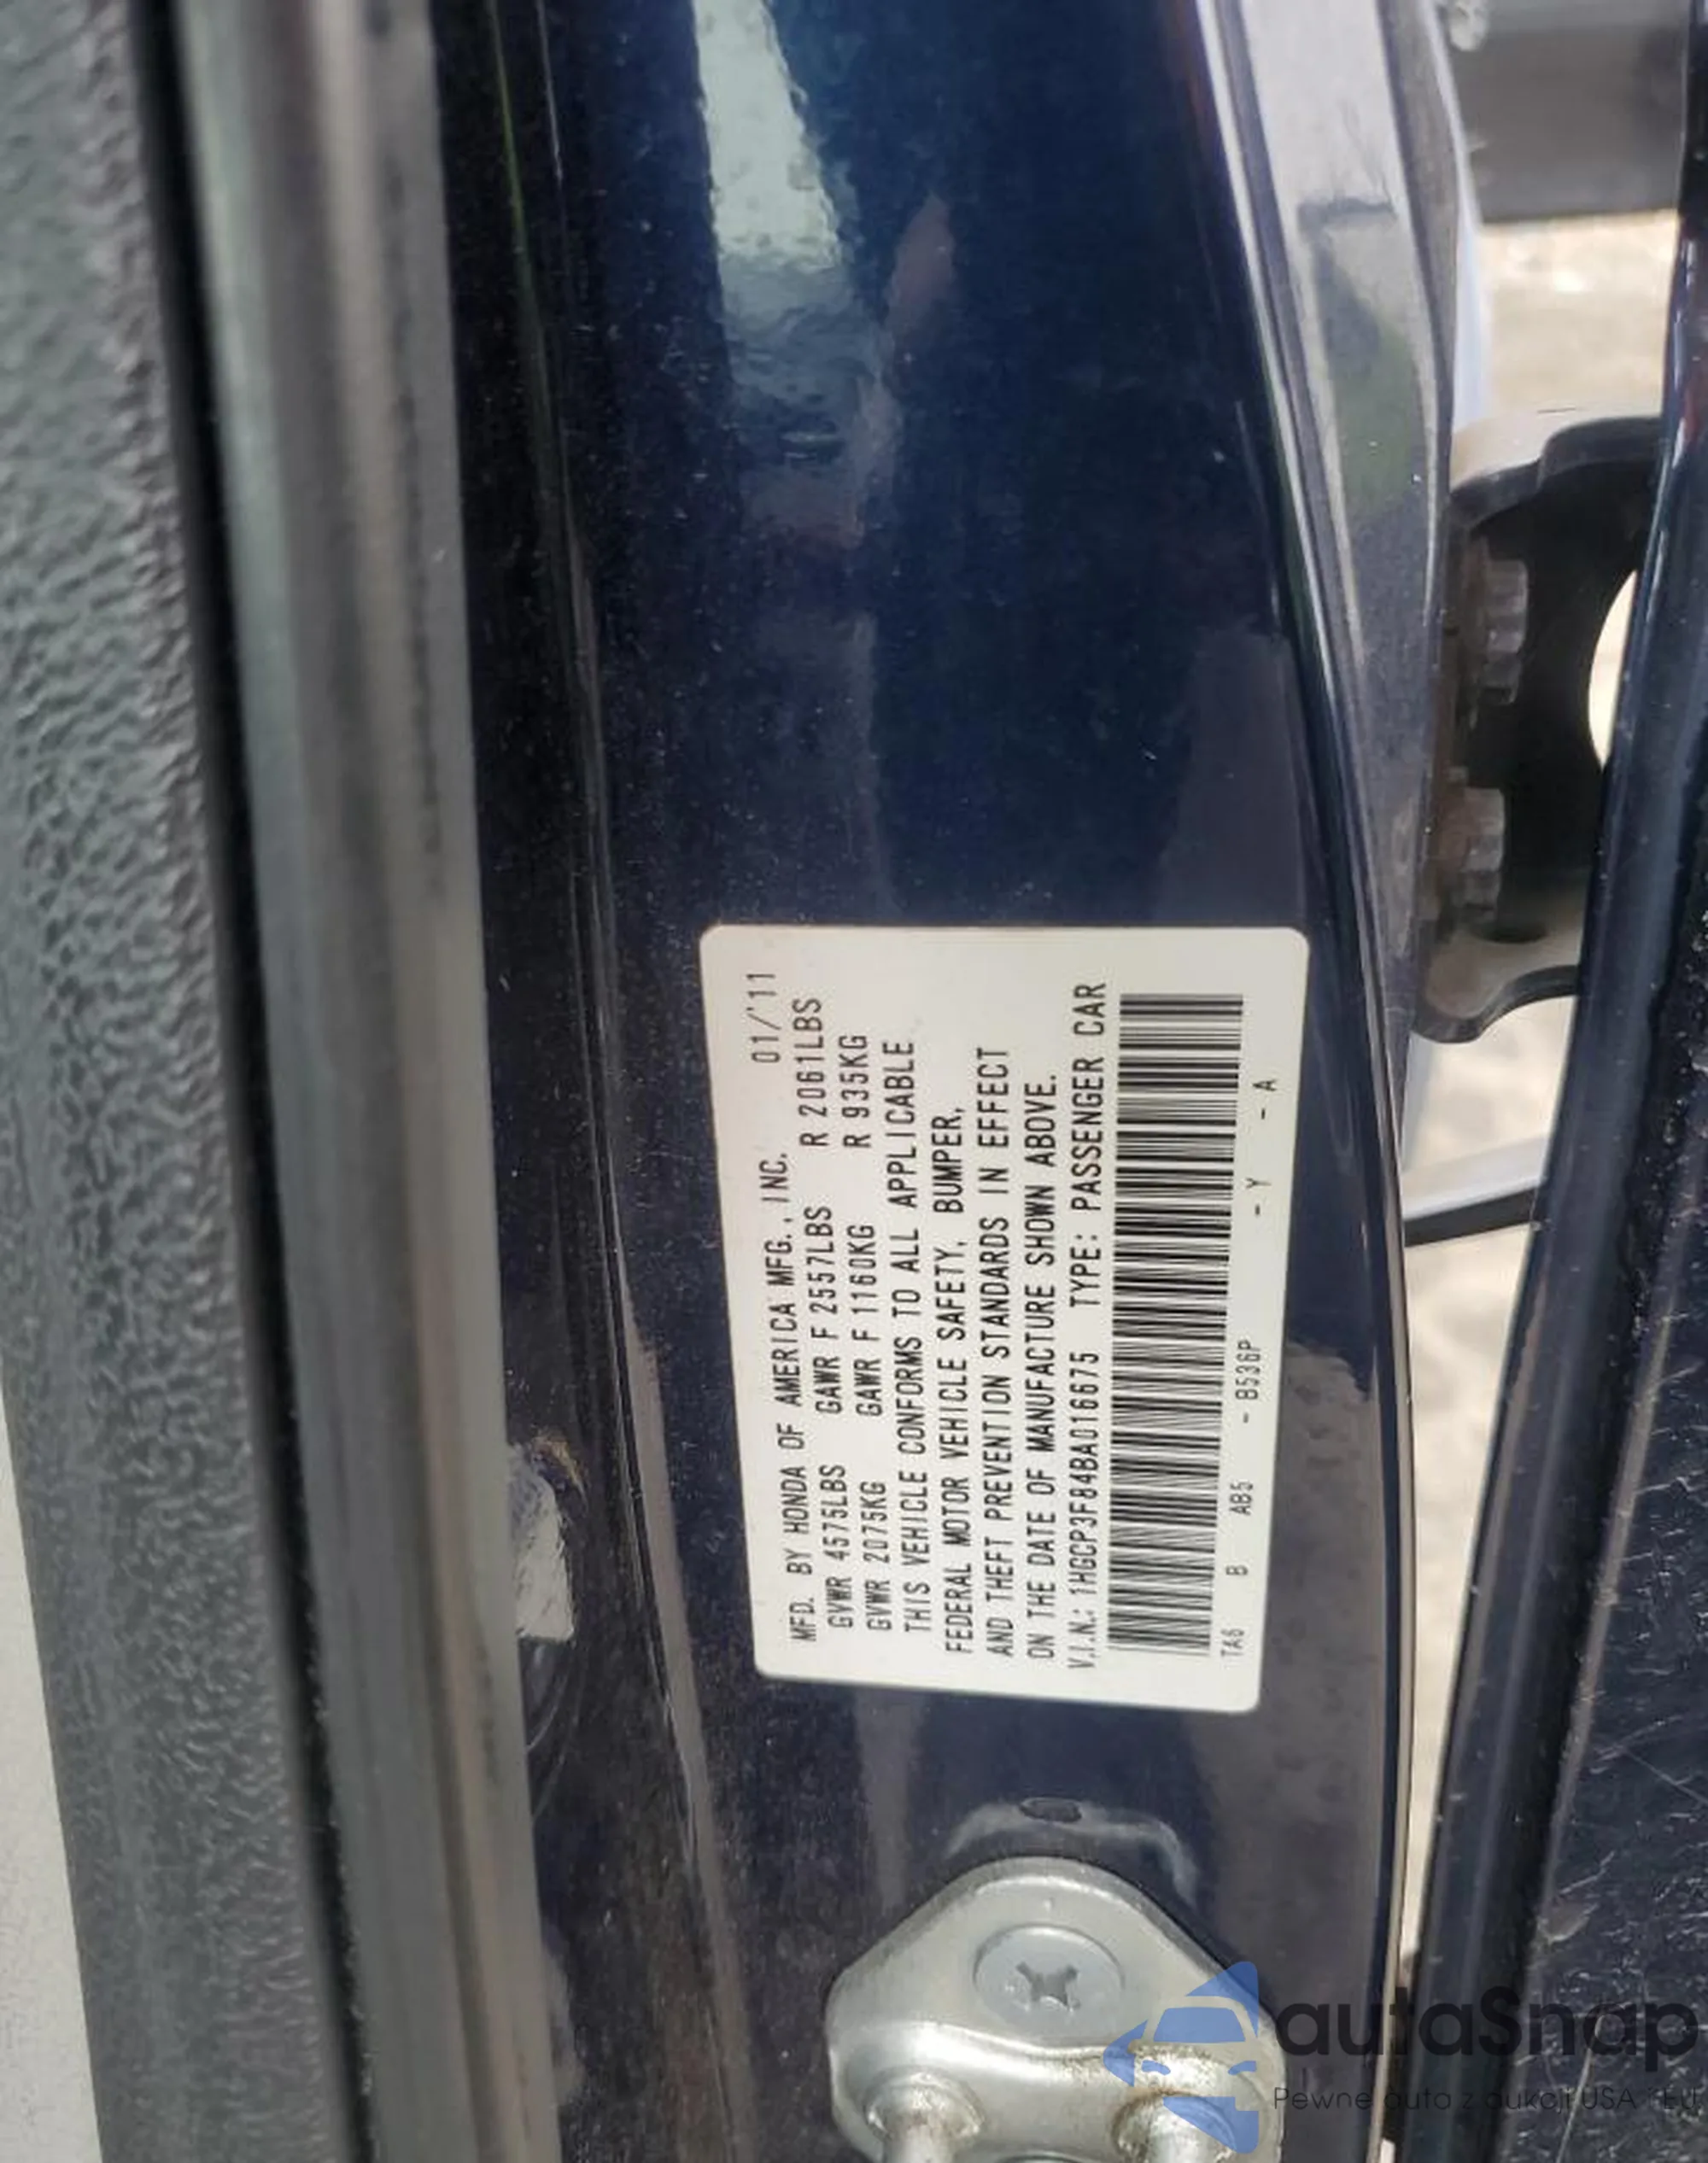 MFD. BY HONDA OF AMERICA MFG., INC. 01/'11
GVWR 4575LBS GAWR F 2557LBS R 2061LBS
GVWR 2075KG GAWR F 1160KG R 935KG
THIS VEHICLE CONFORMS TO ALL APPLICABLE
FEDERAL MOTOR VEHICLE SAFETY, BUMPER,
AND THEFT PREVENTION STANDARDS IN EFFECT
ON THE DATE OF MANUFACTURE SHOWN ABOVE.
V.I.N.: 1HGCP3F84BA016675 TYPE: PASSENGER CAR
TA6 B AB5 - B536P - Y - A
autaSnap
Pewne auta z aukcji USA